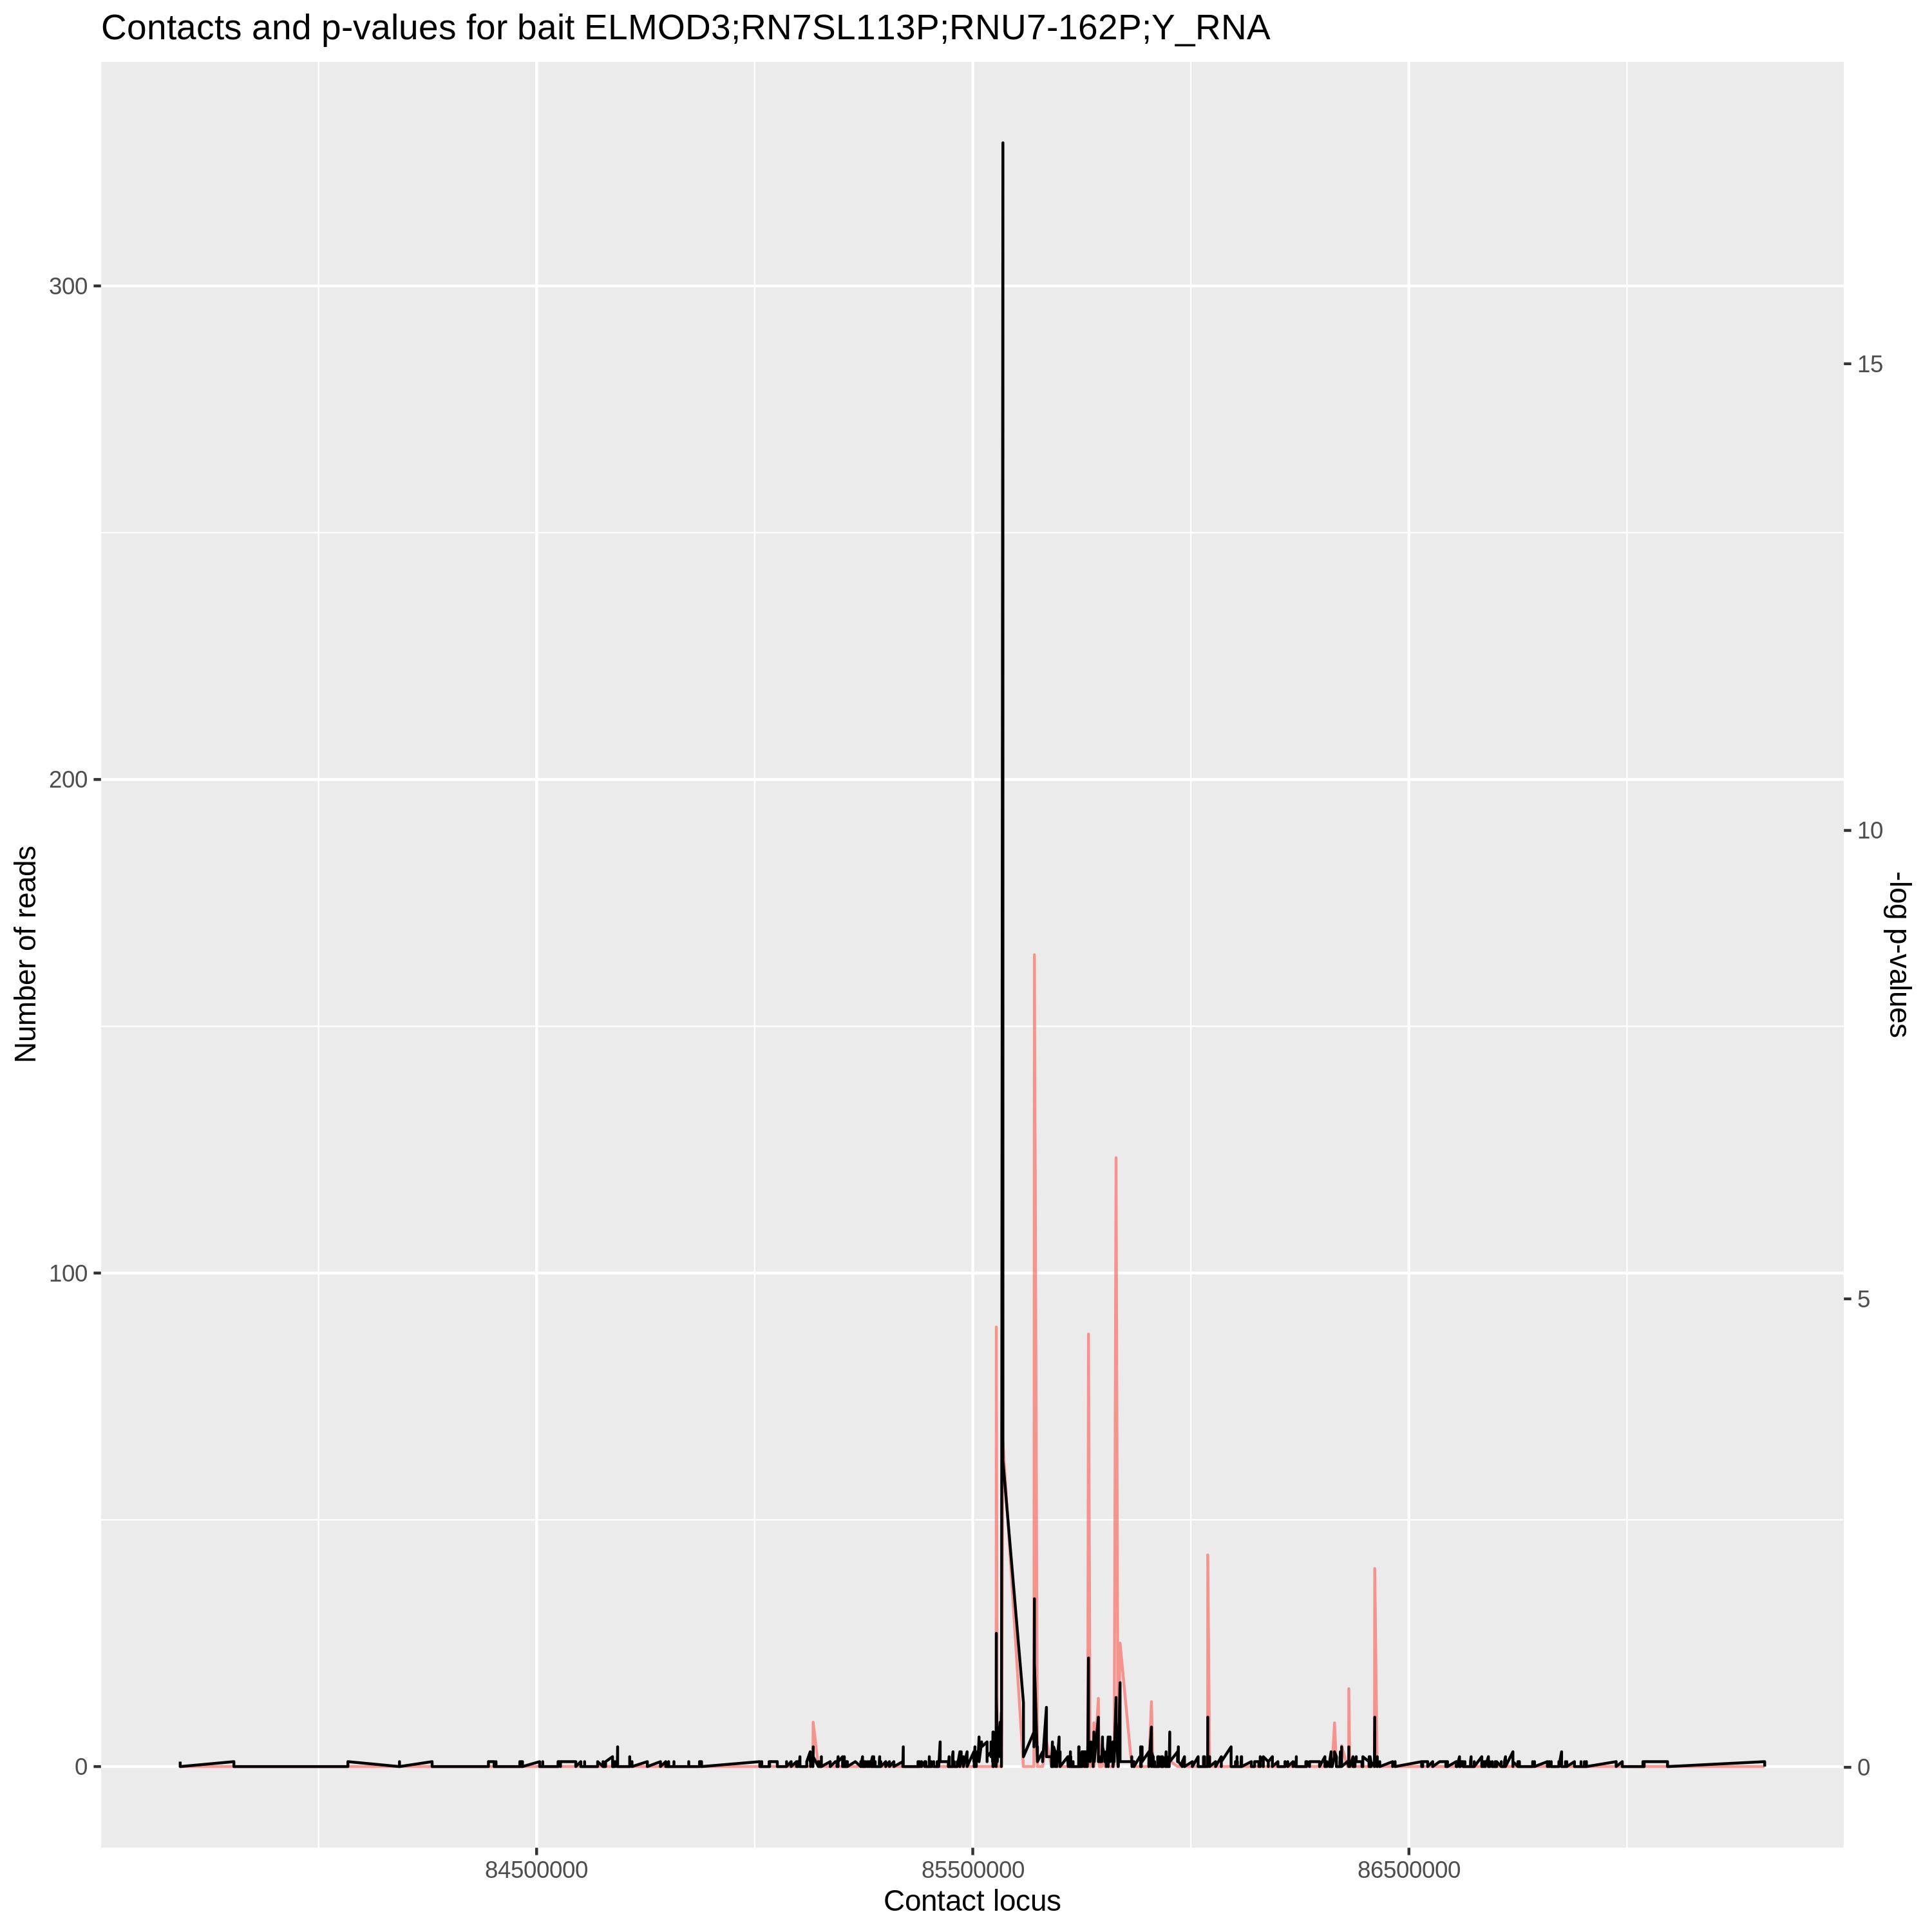 Contacts and p-values for bait ELMOD3;RN7SL113P;RNU7-162P;Y_RNA
300
200
100
0
Number of reads
15
10
5
0
-log p-values
84500000 85500000 86500000
Contact locus